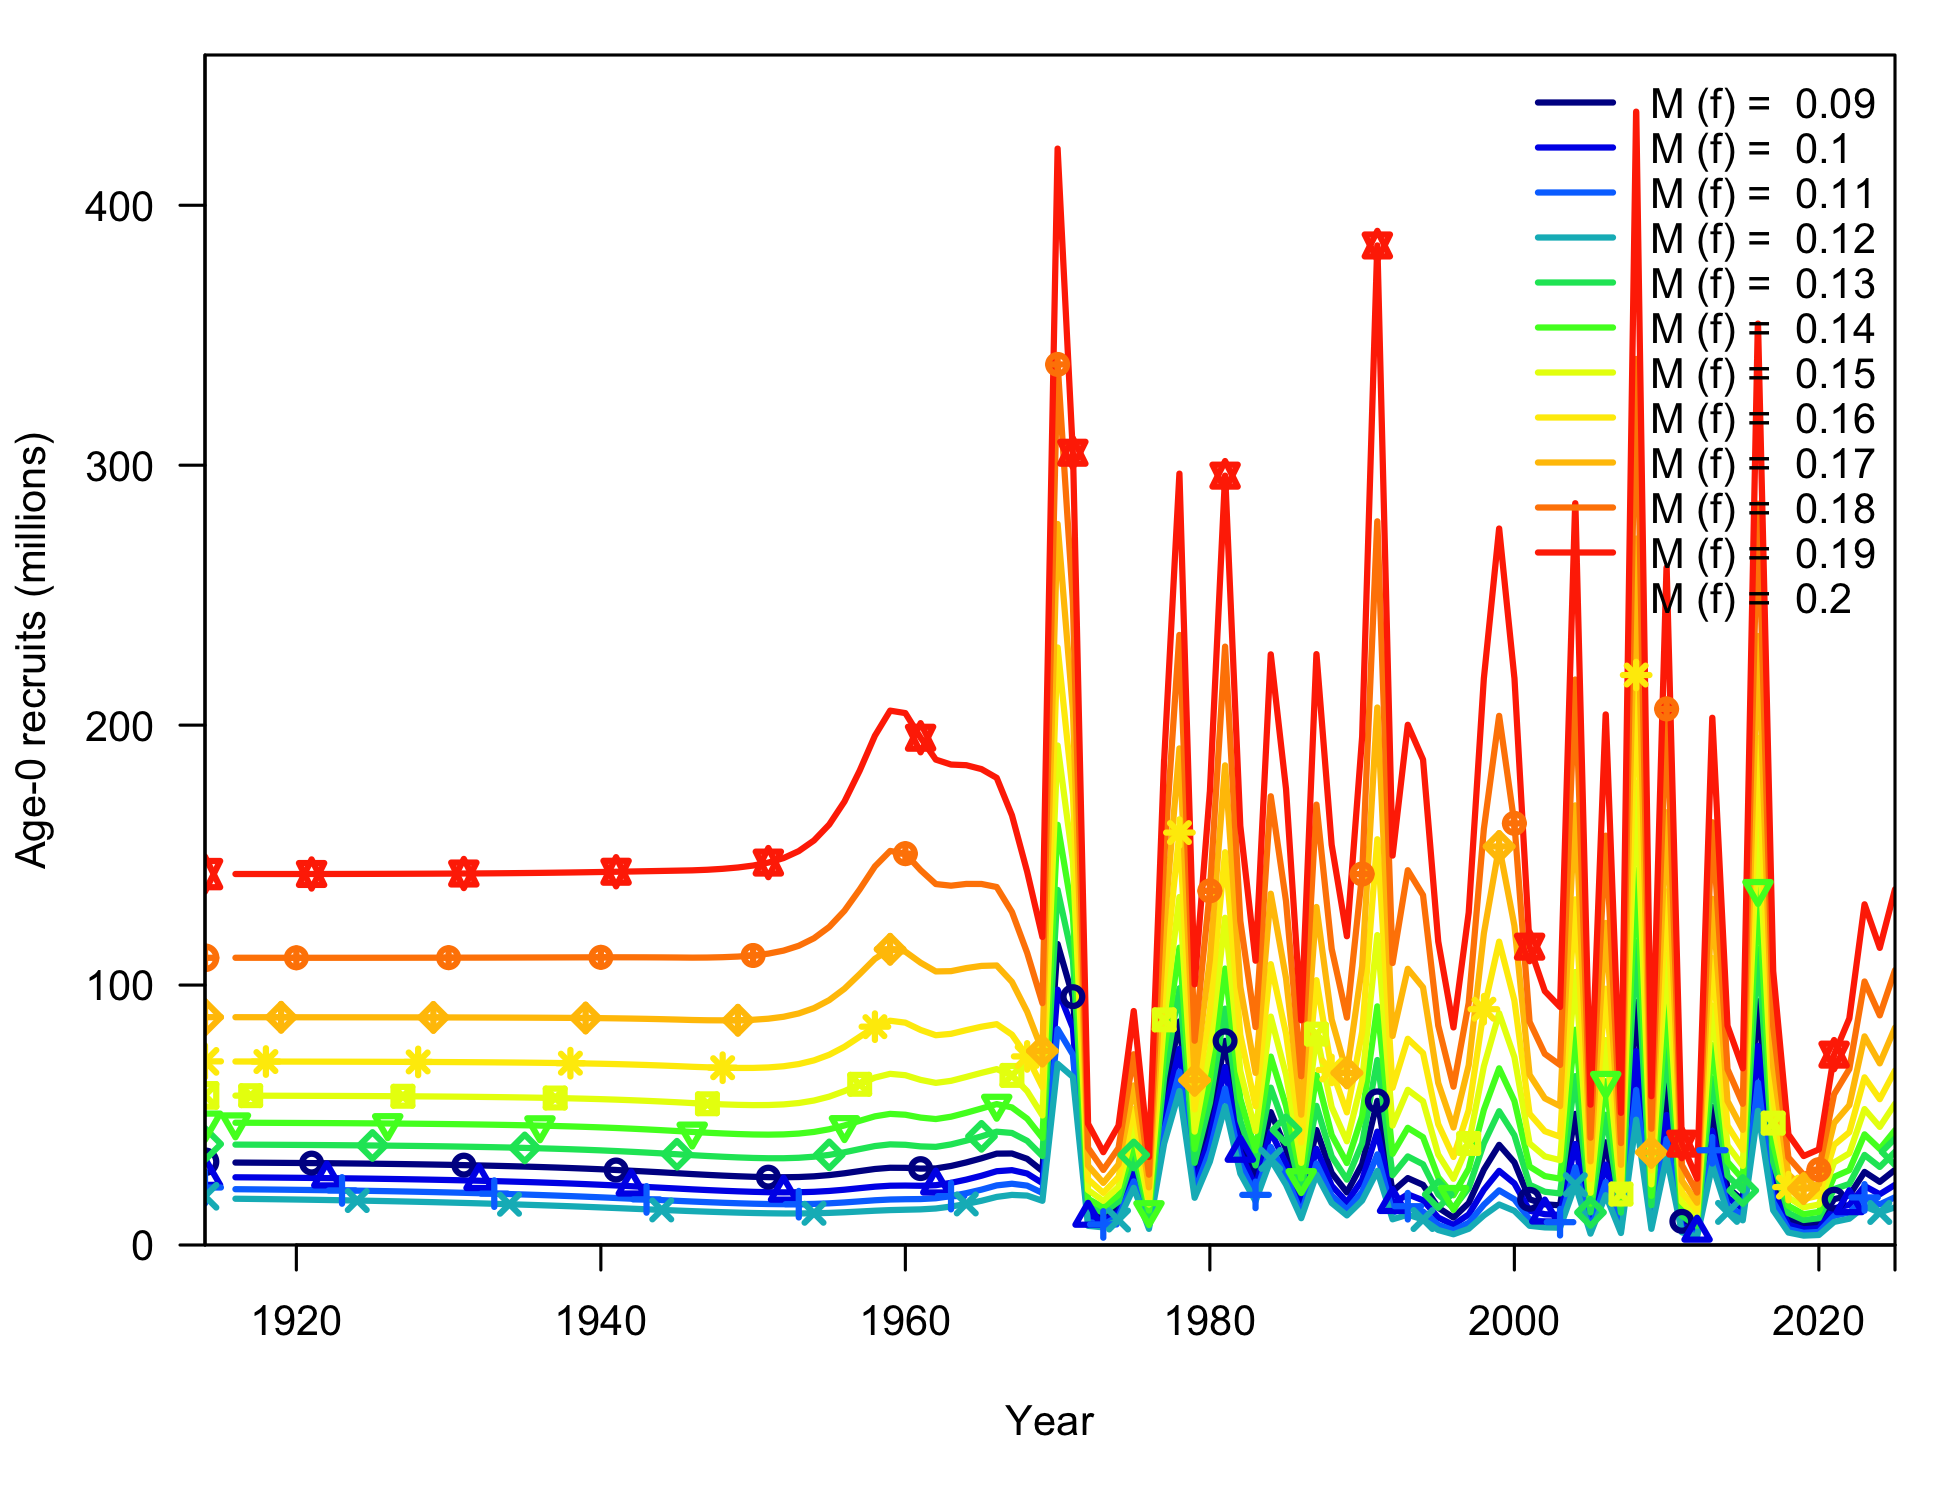 M (f) = 0.09
M (f) = 0.1
M (f) = 0.11
M (f) = 0.12
M (f) = 0.13
M (f) = 0.14
M (f) = 0.15
M (f) = 0.16
M (f) = 0.17
M (f) = 0.18
M (f) = 0.19
M (f) = 0.2
400
300
200
100
0
Age-0 recruits (millions)
1920 1940 1960 1980 2000 2020
Year